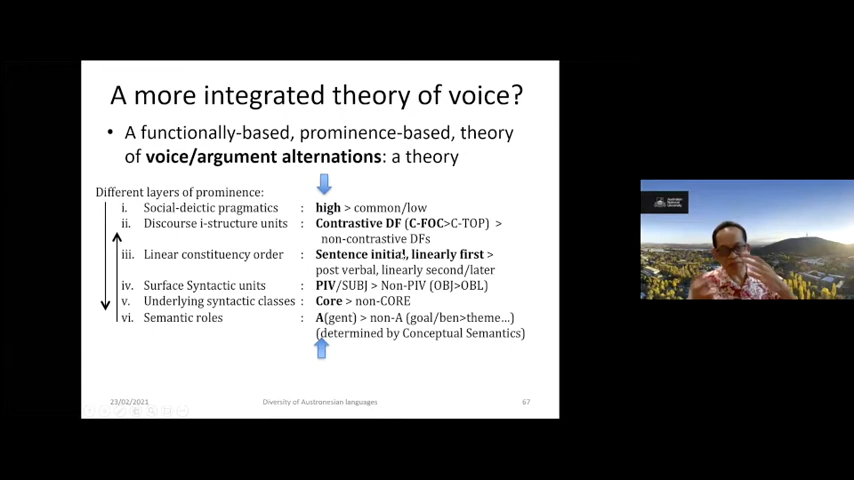 A more integrated theory of voice?
• A functionally-based, prominence-based, theory
of voice/argument alternations: a theory
Different layers of prominence:
i. Social-deictic pragmatics : high > common/low
ii. Discourse i-structure units : Contrastive DF (C-FOC>C-TOP) >
non-contrastive DFs
iii. Linear constituency order : Sentence initial, linearly first >
post verbal, linearly second/later
iv. Surface Syntactic units : PIV/SUBJ > Non-PIV (OBJ>OBL)
v. Underlying syntactic classes : Core > non-CORE
vi. Semantic roles : A(gent) > non-A (goal/ben>theme...)
(determined by Conceptual Semantics)
23/02/2021 Diversity of Austronesian languages 67
Australian
National
University